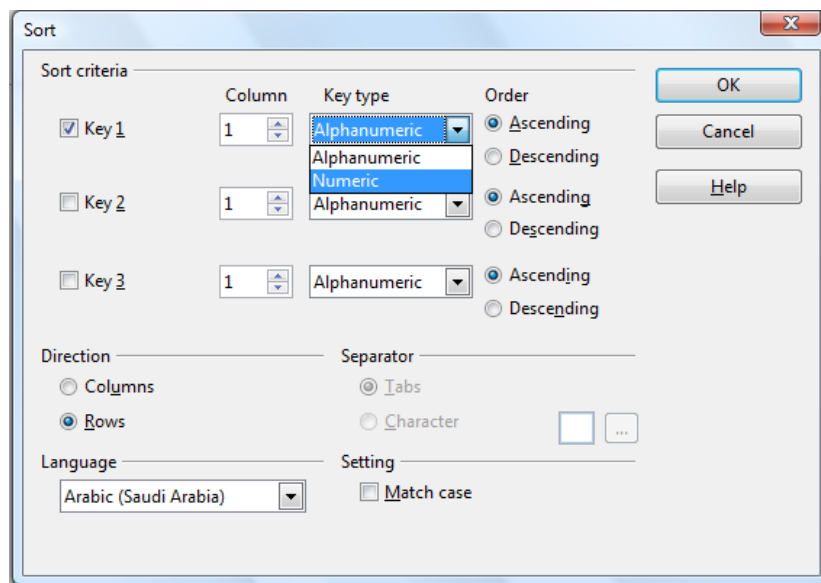 Sort
Sort criteria
Column Key type Order
OK
Key 1 1 Alphanumeric Ascending
Cancel
Alphanumeric Descending
Numeric
Help
Key 2 1 Alphanumeric Ascending
Descending
Key 3 1 Alphanumeric Ascending
Descending
Direction Separator
Columns Tabs
Rows Character ...
Language Setting
Arabic (Saudi Arabia) Match case